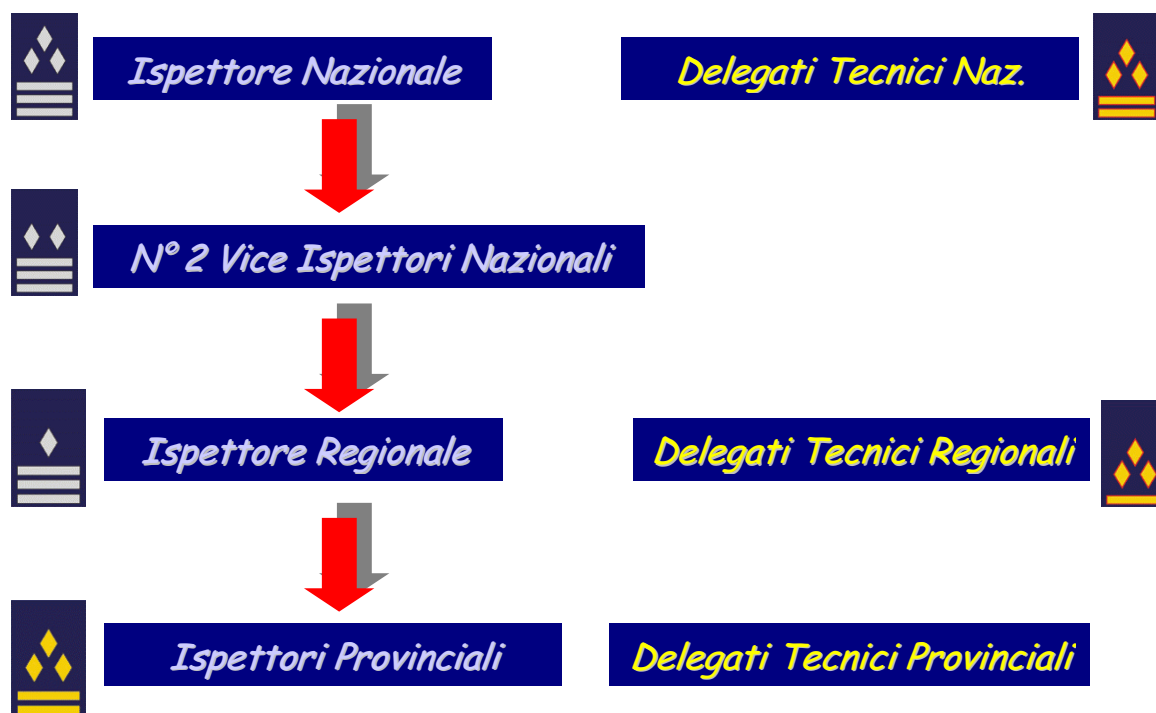 Ispettore Nazionale
Delegati Tecnici Naz.
N° 2 Vice Ispettori Nazionali
Ispettore Regionale
Delegati Tecnici Regionali
Ispettori Provinciali
Delegati Tecnici Provinciali